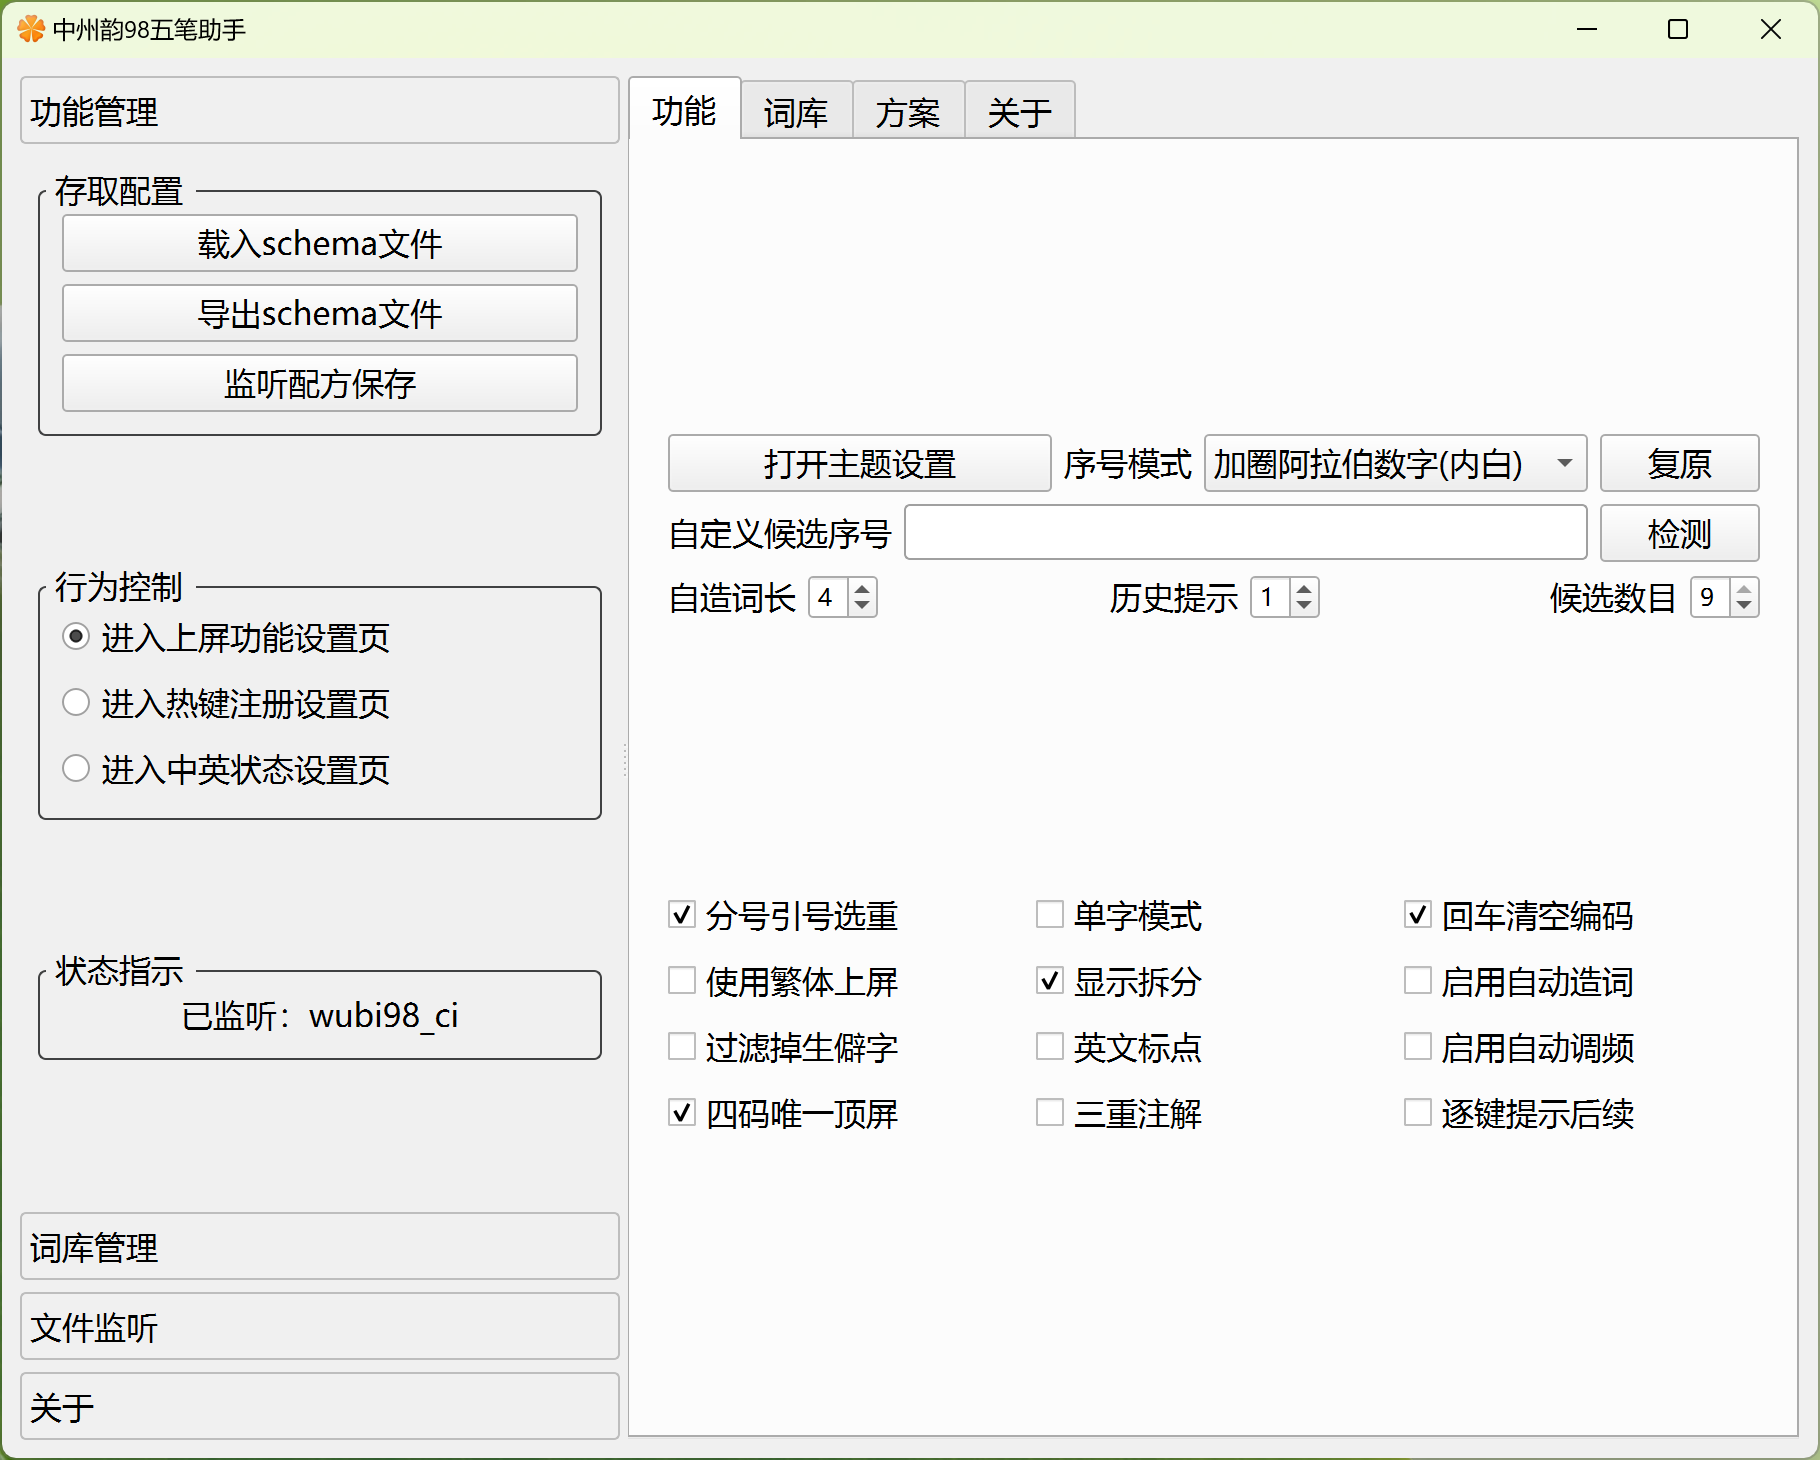 中州韵98五笔助手
功能管理
存取配置
载入schema文件
导出schema文件
监听配方保存
行为控制
进入上屏功能设置页
进入热键注册设置页
进入中英状态设置页
状态指示
已监听：wubi98_ci
词库管理
文件监听
关于
功能 词库 方案 关于
打开主题设置 序号模式 加圈阿拉伯数字(内白) 复原
自定义候选序号 检测
自造词长 4 历史提示 1 候选数目 9
分号引号选重 单字模式 回车清空编码
使用繁体上屏 显示拆分 启用自动造词
过滤掉生僻字 英文标点 启用自动调频
四码唯一顶屏 三重注解 逐键提示后续